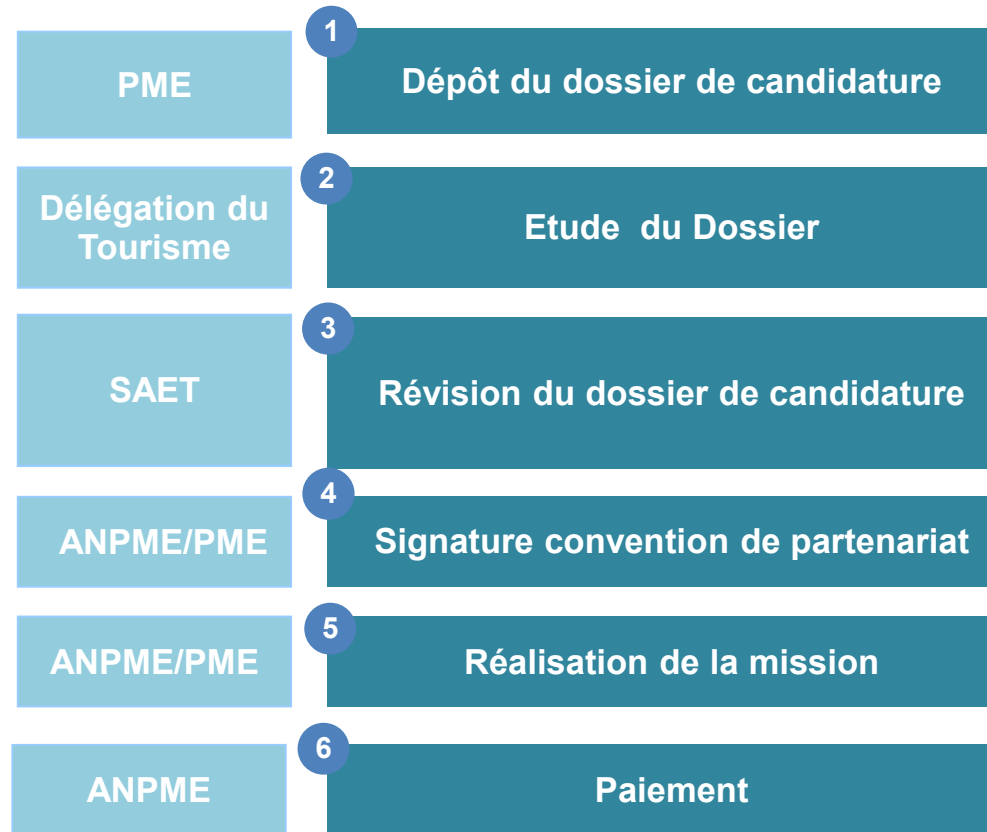 1
PME
Dépôt du dossier de candidature
2
Délégation du
Tourisme
Etude du Dossier
3
SAET
Révision du dossier de candidature
4
ANPME/PME
Signature convention de partenariat
5
ANPME/PME
Réalisation de la mission
6
ANPME
Paiement